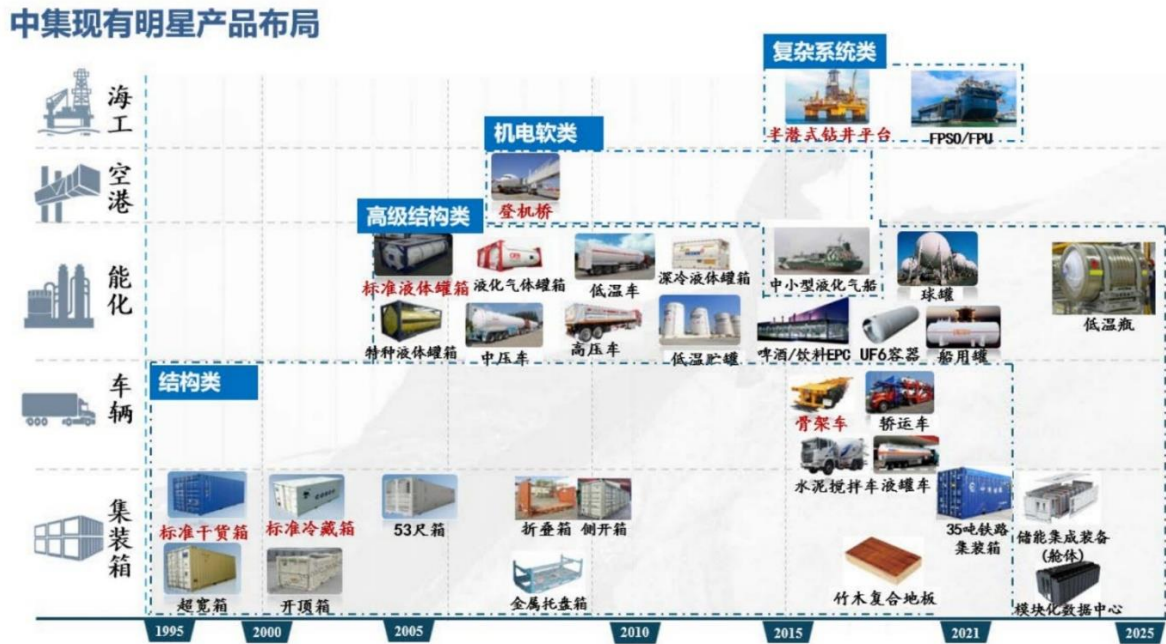 中集现有明星产品布局
复杂系统类
海工
半潜式钻井平台
FPSO/FPU
机电软类
空港
登机桥
高级结构类
能化
标准液体罐箱
液化气体罐箱
低温车
深冷液体罐箱
中小型液化气船
球罐
低温瓶
特种液体罐箱
中压车
高压车
低温贮罐
啤酒/饮料EPC
UF6容器
船用罐
结构类
车辆
骨架车
轿运车
水泥搅拌车
液罐车
集装箱
标准干货箱
标准冷藏箱
53尺箱
折叠箱
侧开箱
35吨铁路
集装箱
储能集成装备
(舱体)
超宽箱
开顶箱
金属托盘箱
竹木复合地板
模块化数据中心
1995
2000
2005
2010
2015
2021
2025